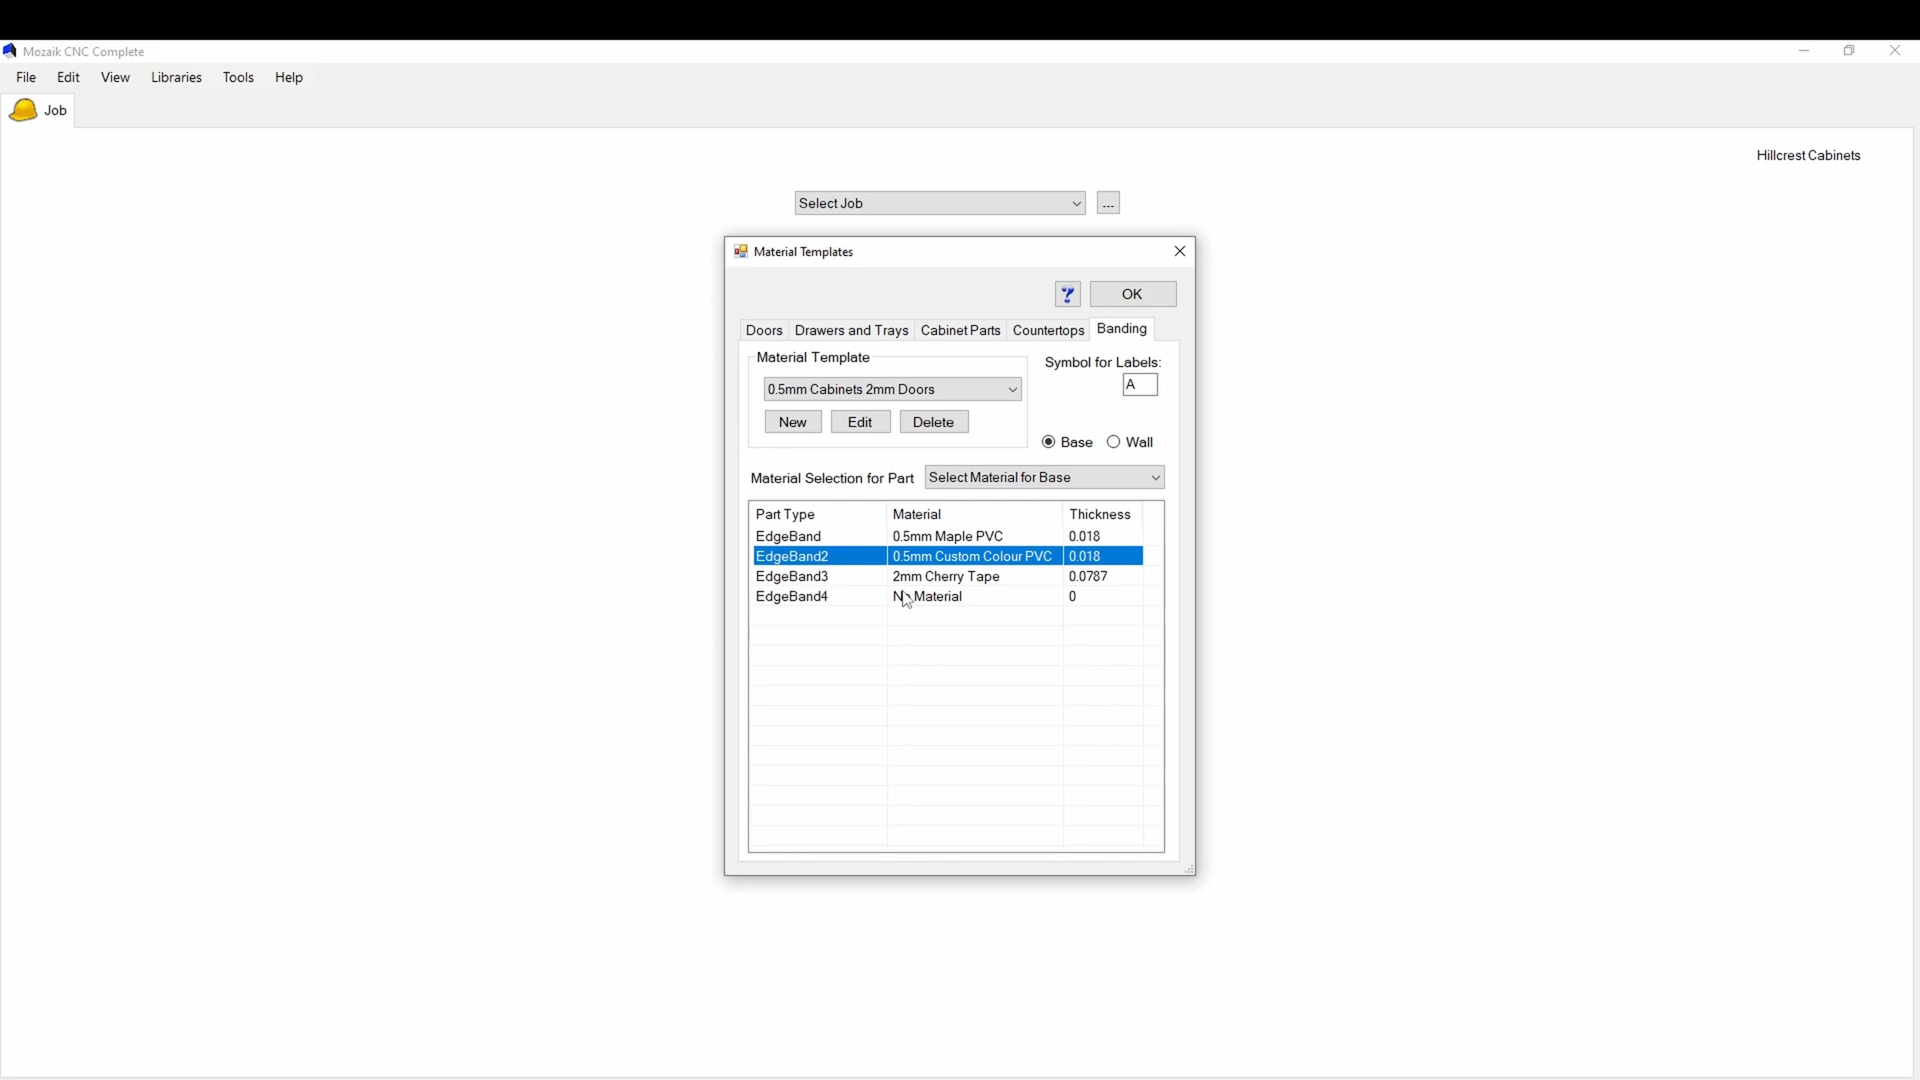 Mozaik CNC Complete
File Edit View Libraries Tools Help
Job
Hillcrest Cabinets
Select Job ...
Material Templates
? OK
Doors Drawers and Trays Cabinet Parts Countertops Banding
Material Template Symbol for Labels:
0.5mm Cabinets 2mm Doors A
New Edit Delete
Base Wall
Material Selection for Part Select Material for Base
Part Type Material Thickness
EdgeBand 0.5mm Maple PVC 0.018
EdgeBand2 0.5mm Custom Colour PVC 0.018
EdgeBand3 2mm Cherry Tape 0.0787
EdgeBand4 No Material 0